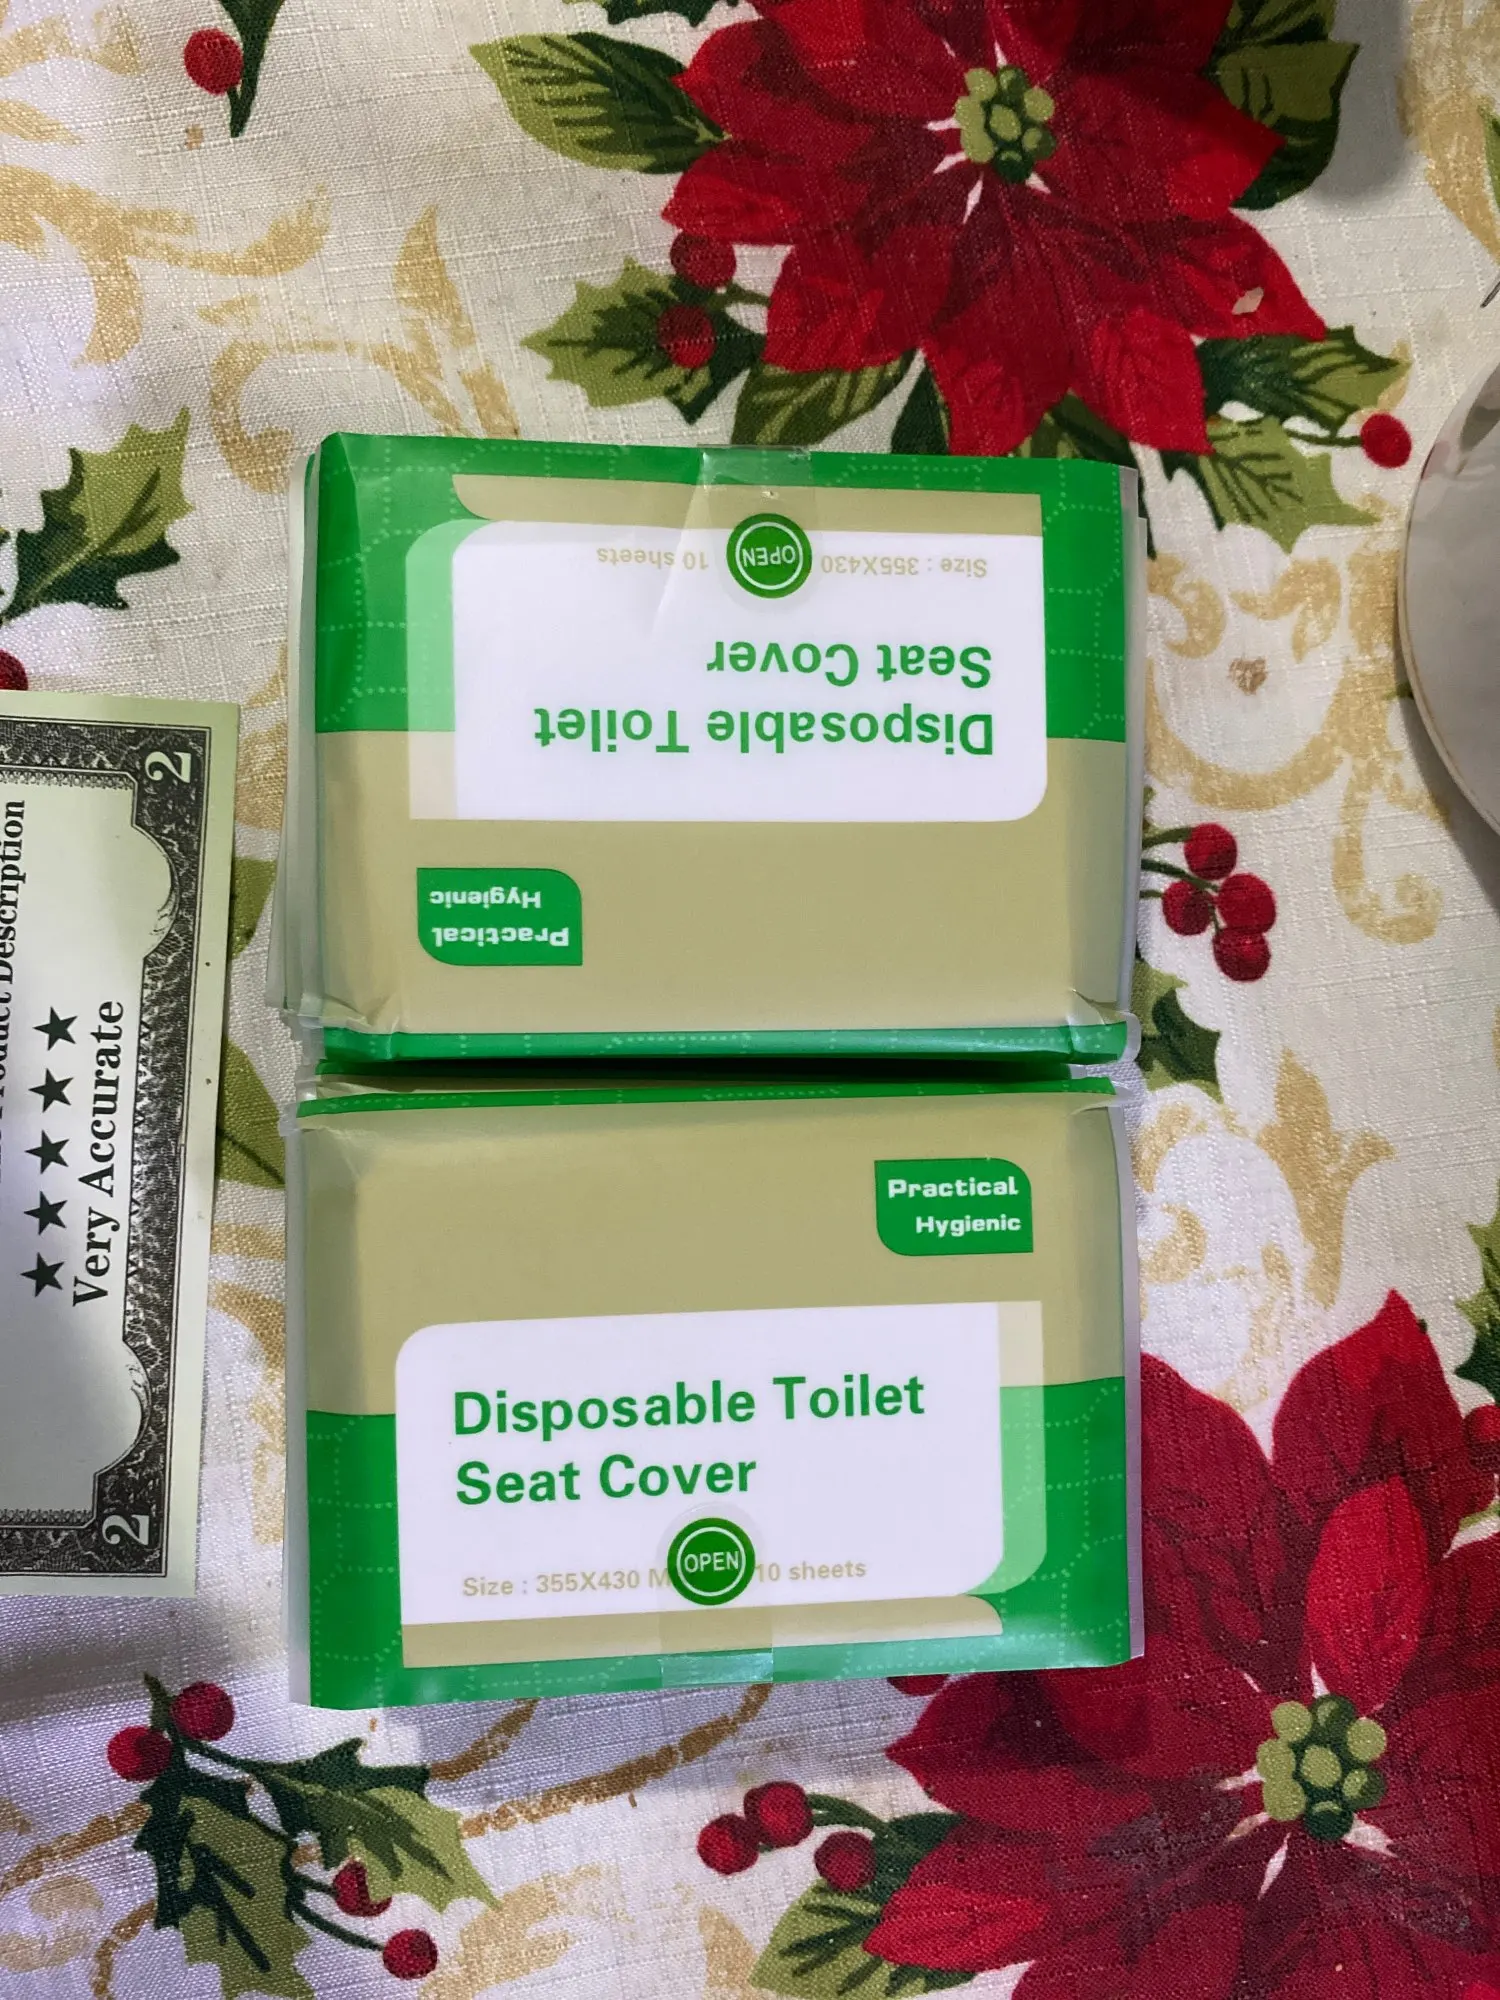 Size : 355X430
OPEN
10 sheets
Disposable Toilet
Seat Cover
Practical
Hygienic
Practical
Hygienic
Disposable Toilet
Seat Cover
Size : 355X430 M
OPEN
10 sheets
2
Description
★ ★ ★ ★ ★
Very Accurate
2